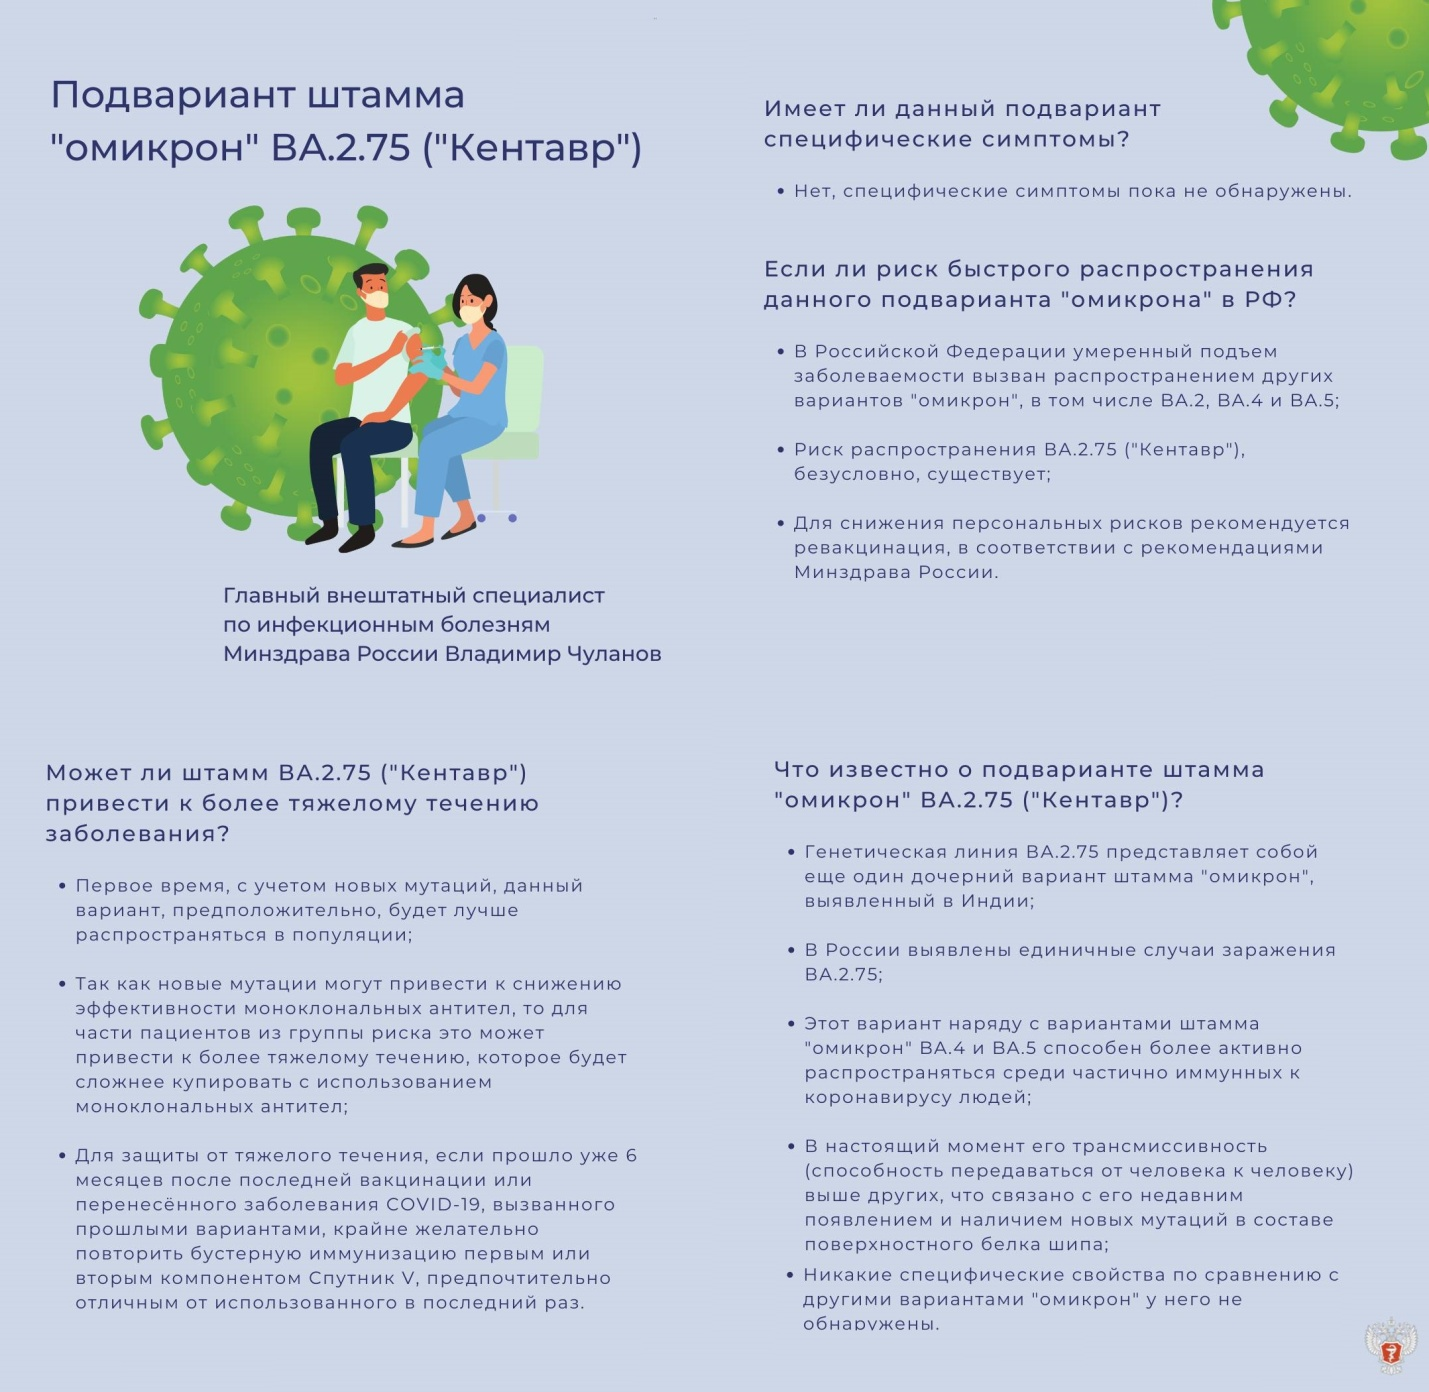 Подвариант штамма
"омикрон" ВА.2.75 ("Кентавр")
Главный внештатный специалист
по инфекционным болезням
Минздрава России Владимир Чуланов
Имеет ли данный подвариант
специфические симптомы?
• Нет, специфические симптомы пока не обнаружены.
Если ли риск быстрого распространения
данного подварианта "омикрона" в РФ?
• В Российской Федерации умеренный подъем
заболеваемости вызван распространением других
вариантов "омикрон", в том числе ВА.2, ВА.4 и ВА.5;
• Риск распространения ВА.2.75 ("Кентавр"),
безусловно, существует;
• Для снижения персональных рисков рекомендуется
ревакцинация, в соответствии с рекомендациями
Минздрава России.
Может ли штамм ВА.2.75 ("Кентавр")
привести к более тяжелому течению
заболевания?
• Первое время, с учетом новых мутаций, данный
вариант, предположительно, будет лучше
распространяться в популяции;
• Так как новые мутации могут привести к снижению
эффективности моноклональных антител, то для
части пациентов из группы риска это может
привести к более тяжелому течению, которое будет
сложнее купировать с использованием
моноклональных антител;
• Для защиты от тяжелого течения, если прошло уже 6
месяцев после последней вакцинации или
перенесённого заболевания COVID-19, вызванного
прошлыми вариантами, крайне желательно
повторить бустерную иммунизацию первым или
вторым компонентом Спутник V, предпочтительно
отличным от использованного в последний раз.
Что известно о подварианте штамма
"омикрон" ВА.2.75 ("Кентавр")?
• Генетическая линия ВА.2.75 представляет собой
еще один дочерний вариант штамма "омикрон",
выявленный в Индии;
• В России выявлены единичные случаи заражения
ВА.2.75;
• Этот вариант наряду с вариантами штамма
"омикрон" ВА.4 и ВА.5 способен более активно
распространяться среди частично иммунных к
коронавирусу людей;
• В настоящий момент его трансмиссивность
(способность передаваться от человека к человеку)
выше других, что связано с его недавним
появлением и наличием новых мутаций в составе
поверхностного белка шипа;
• Никакие специфические свойства по сравнению с
другими вариантами "омикрон" у него не
обнаружены.